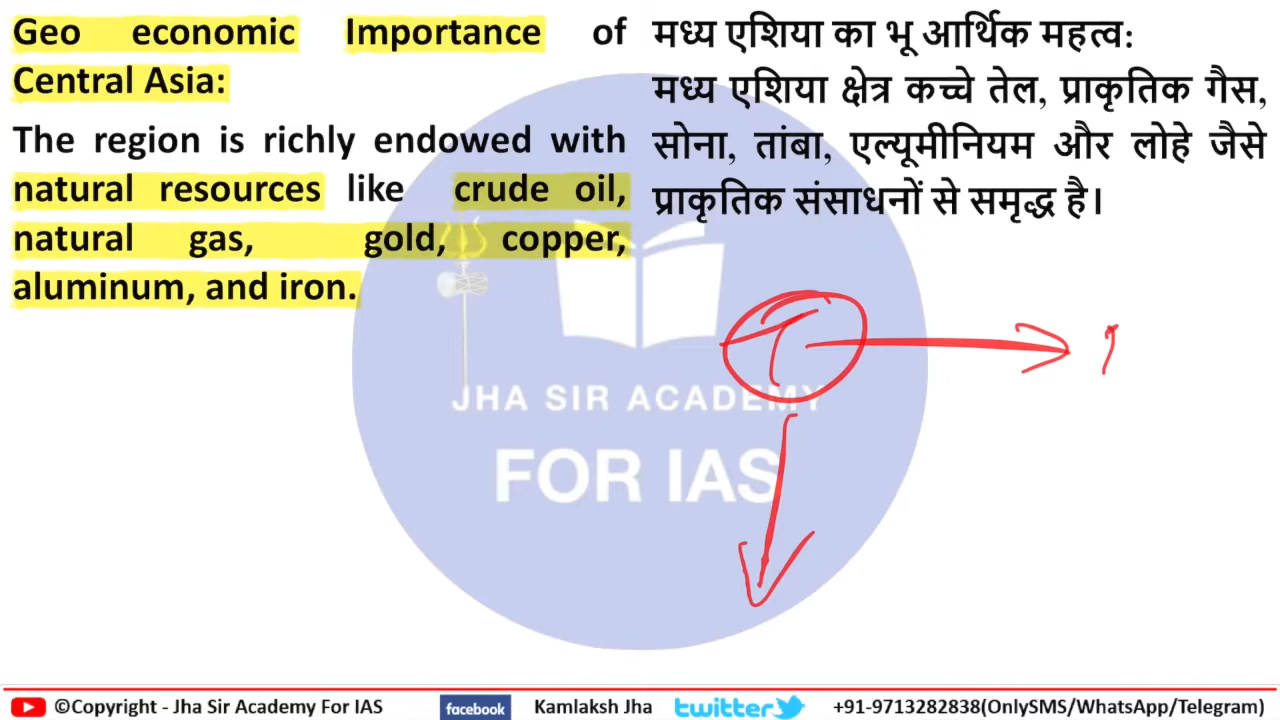 Geo economic Importance of
Central Asia:
The region is richly endowed with
natural resources like crude oil,
natural gas, gold, copper,
aluminum, and iron.
मध्य एशिया का भू आर्थिक महत्व:
मध्य एशिया क्षेत्र कच्चे तेल, प्राकृतिक गैस,
सोना, तांबा, एल्यूमीनियम और लोहे जैसे
प्राकृतिक संसाधनों से समृद्ध है।
JHA SIR ACADEMY
FOR IAS
©Copyright - Jha Sir Academy For IAS facebook Kamlaksh Jha twitter +91-9713282838(OnlySMS/WhatsApp/Telegram)